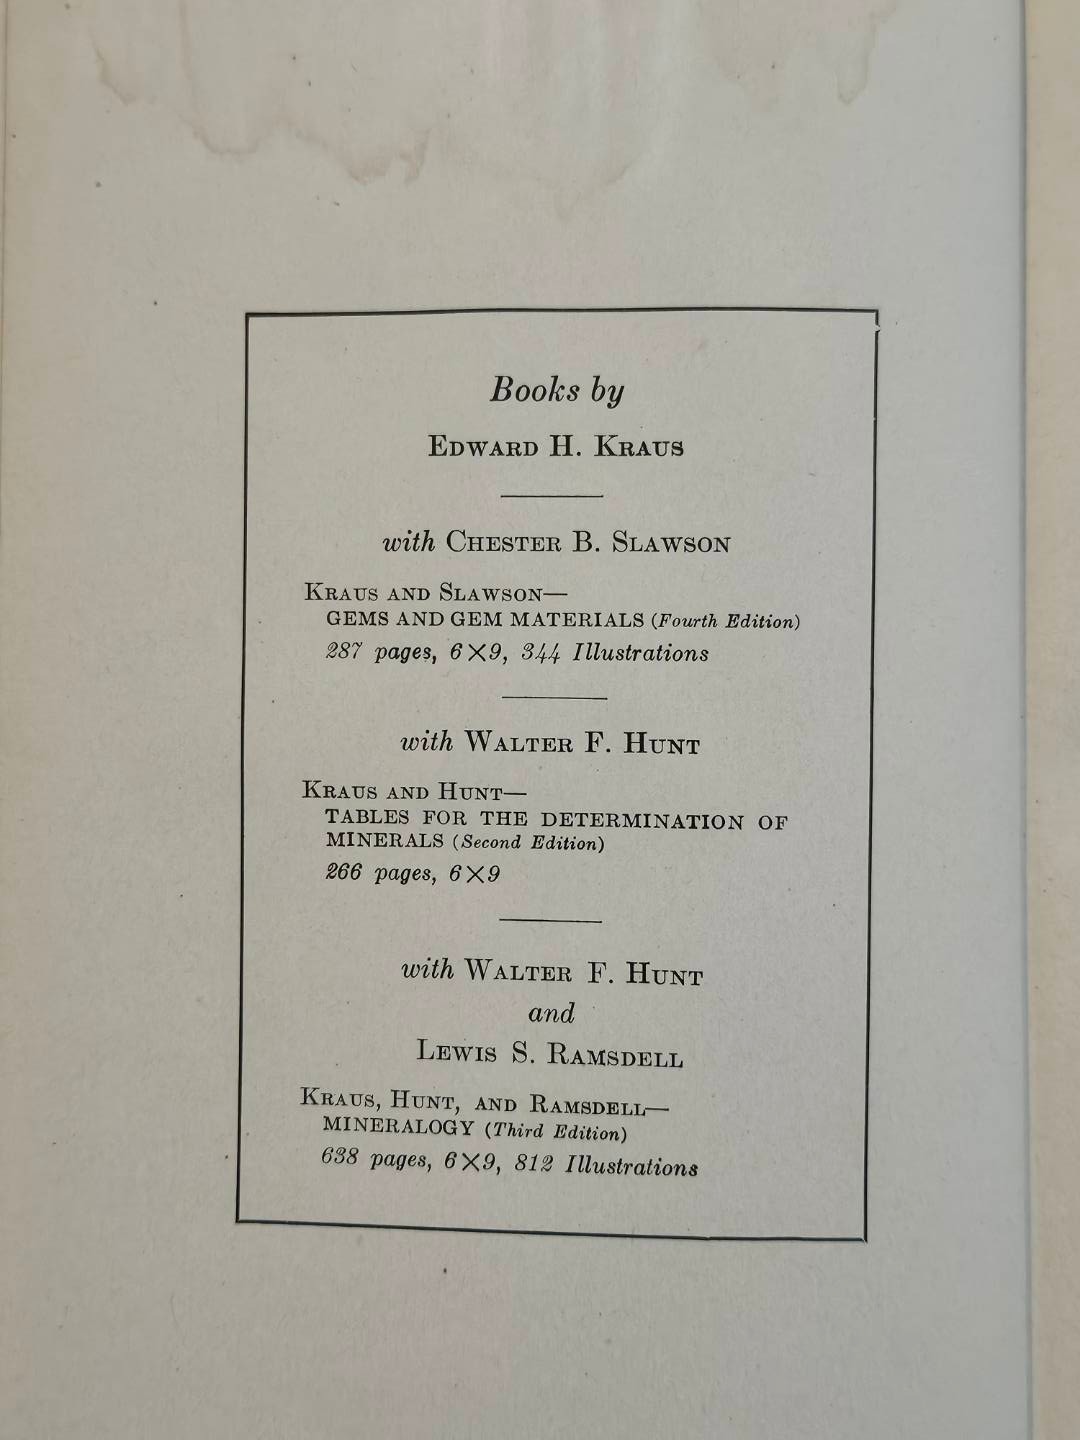 Books by
EDWARD H. KRAUS
with CHESTER B. SLAWSON
KRAUS AND SLAWSON—
GEMS AND GEM MATERIALS (Fourth Edition)
287 pages, 6×9, 344 Illustrations
with WALTER F. HUNT
KRAUS AND HUNT—
TABLES FOR THE DETERMINATION OF
MINERALS (Second Edition)
266 pages, 6×9
with WALTER F. HUNT
and
LEWIS S. RAMSDELL
KRAUS, HUNT, AND RAMSDELL—
MINERALOGY (Third Edition)
638 pages, 6×9, 812 Illustrations